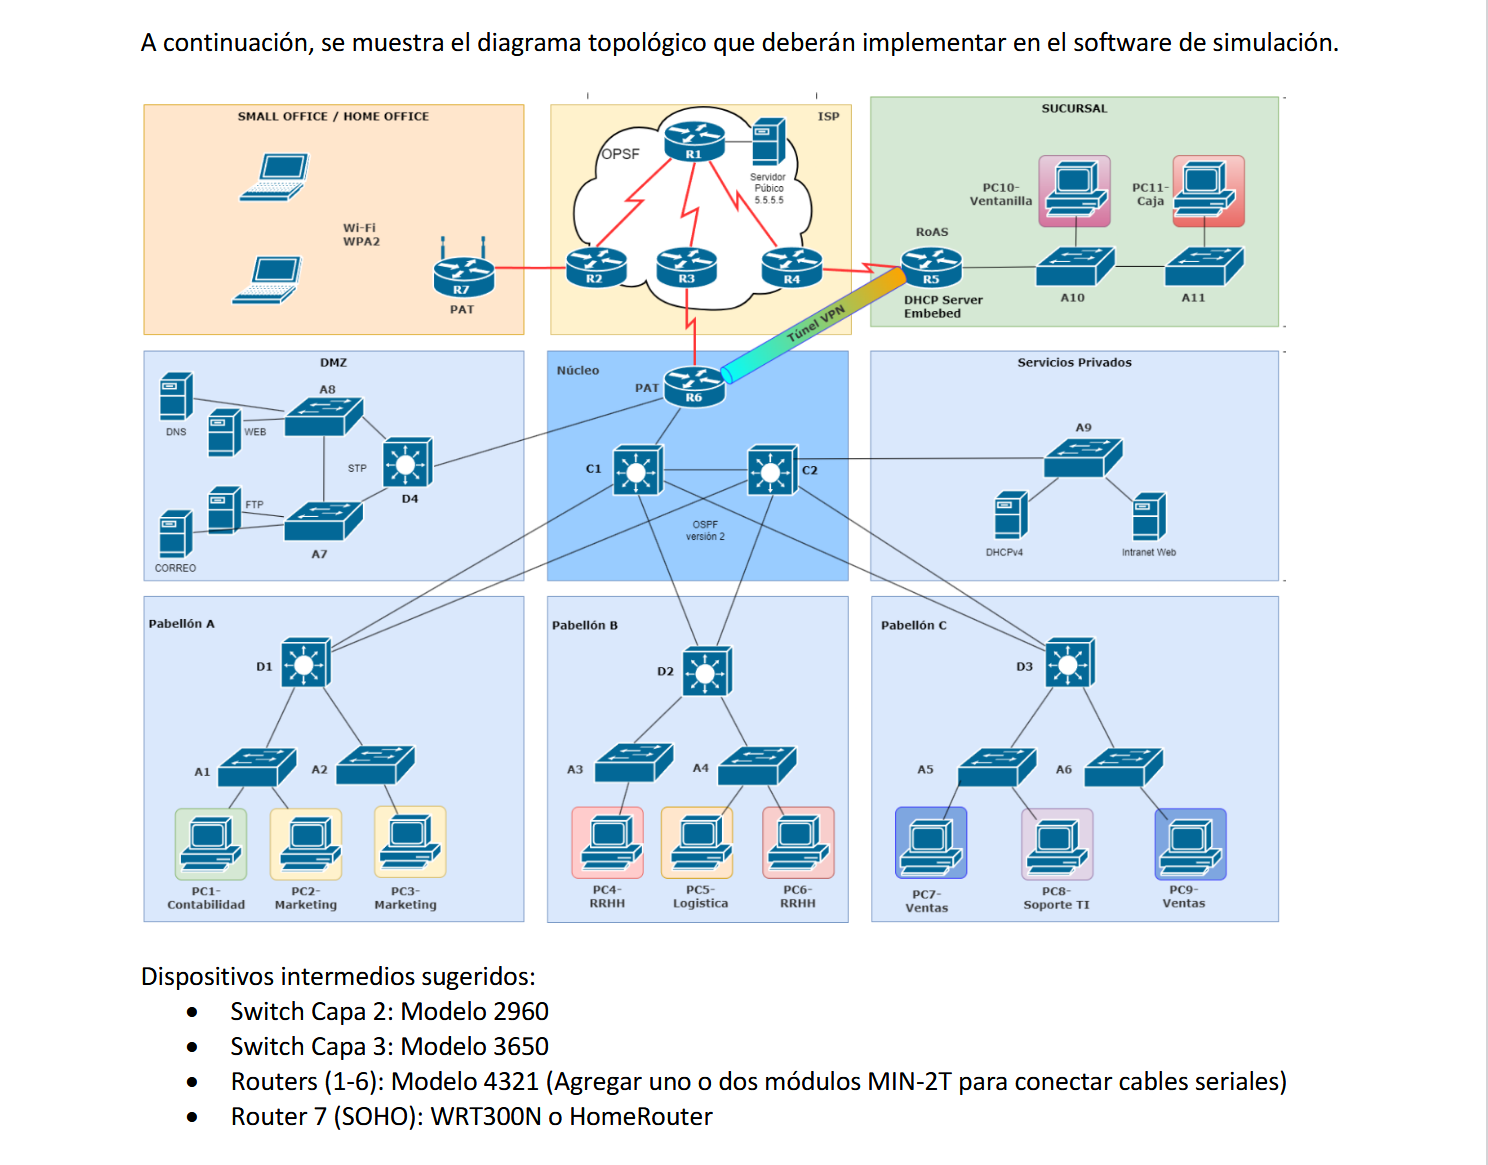 A continuación, se muestra el diagrama topológico que deberán implementar en el software de simulación.
SMALL OFFICE / HOME OFFICE
Wi-Fi
WPA2
R7
PAT
ISP
OPSF
R1
Servidor
Púbico
5.5.5.5
R2
R3
R4
SUCURSAL
PC10-
Ventanilla
PC11-
Caja
RoAS
R5
DHCP Server
Embebed
A10
A11
Túnel VPN
DMZ
A8
DNS
WEB
STP
D4
FTP
A7
CORREO
Núcleo
PAT
R6
C1
C2
OSPF
versión 2
Servicios Privados
A9
DHCPv4
Intranet Web
Pabellón A
D1
A1
A2
PC1-
Contabilidad
PC2-
Marketing
PC3-
Marketing
Pabellón B
D2
A3
A4
PC4-
RRHH
PC5-
Logistica
PC6-
RRHH
Pabellón C
D3
A5
A6
PC7-
Ventas
PC8-
Soporte TI
PC9-
Ventas
Dispositivos intermedios sugeridos:
• Switch Capa 2: Modelo 2960
• Switch Capa 3: Modelo 3650
• Routers (1-6): Modelo 4321 (Agregar uno o dos módulos MIN-2T para conectar cables seriales)
• Router 7 (SOHO): WRT300N o HomeRouter